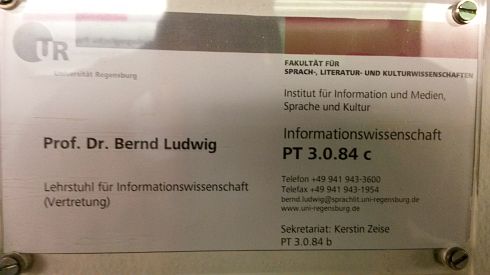 UR
Universität Regensburg
FAKULTÄT FÜR
SPRACH-, LITERATUR- UND KULTURWISSENSCHAFTEN
Institut für Information und Medien,
Sprache und Kultur
Prof. Dr. Bernd Ludwig
Informationswissenschaft
PT 3.0.84 c
Lehrstuhl für Informationswissenschaft
(Vertretung)
Telefon +49 941 943-3600
Telefax +49 941 943-1954
bernd.ludwig@sprachlit.uni-regensburg.de
www.uni-regensburg.de
Sekretariat: Kerstin Zeise
PT 3.0.84 b